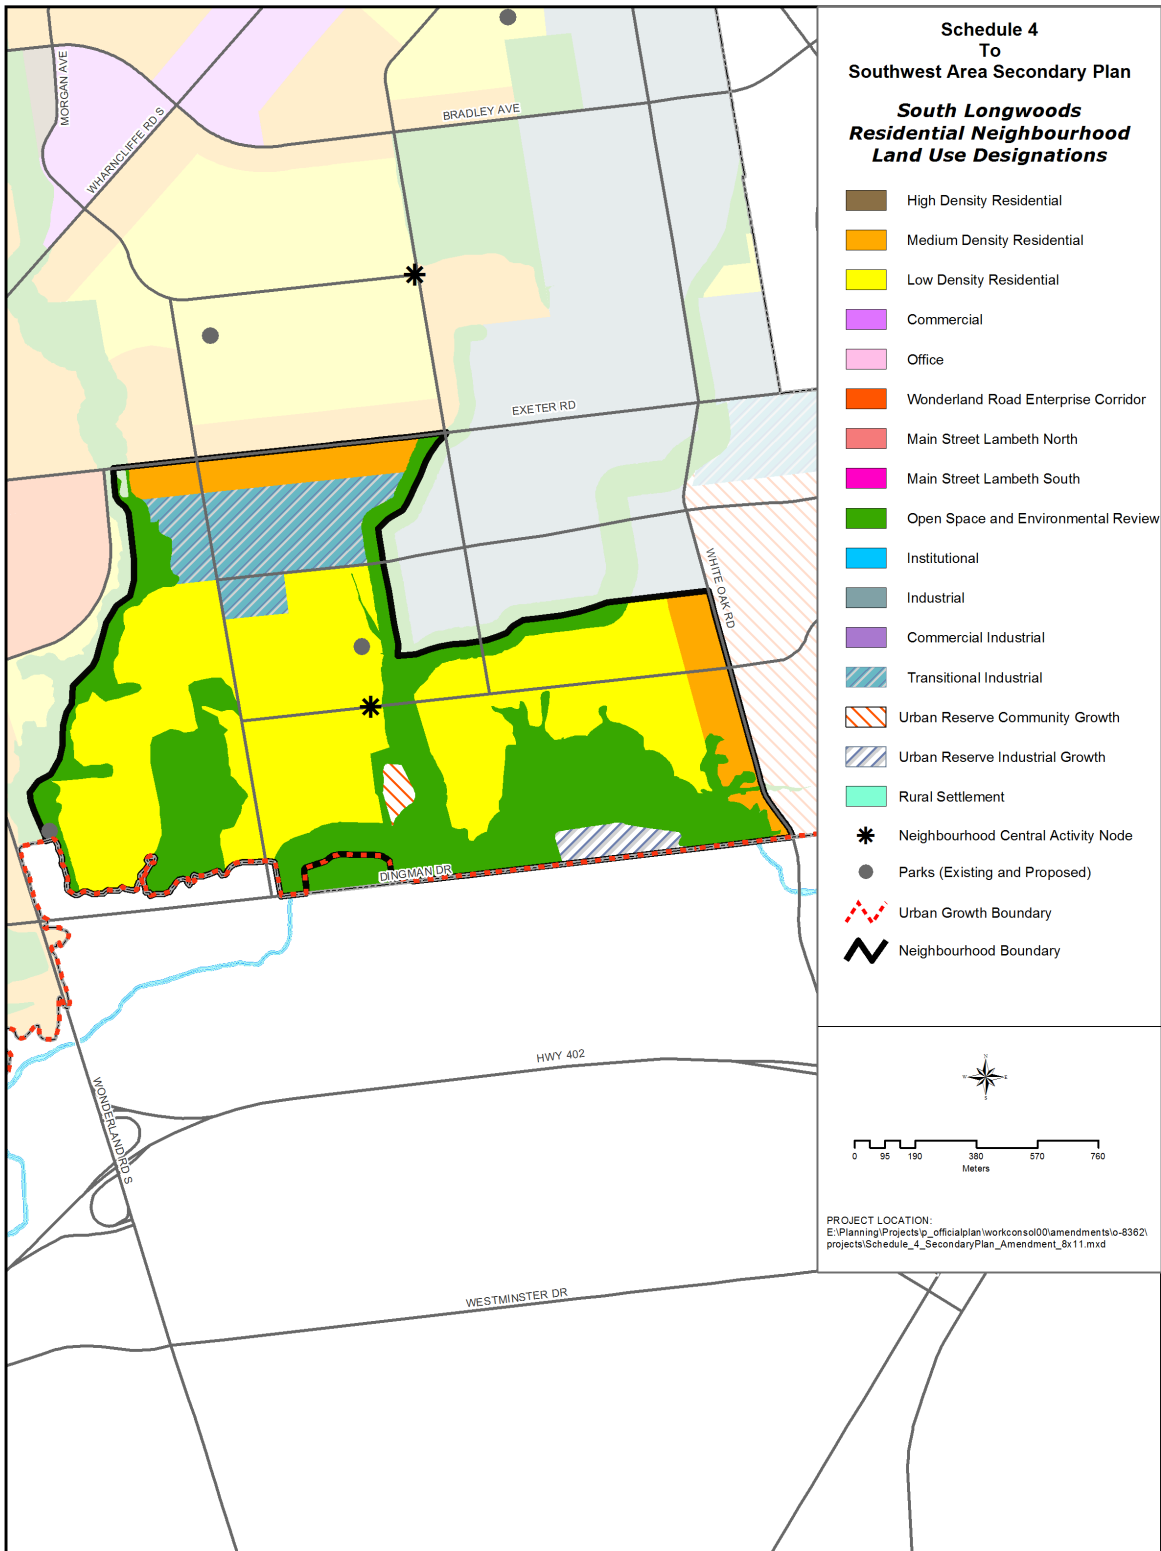 Schedule 4
To
Southwest Area Secondary Plan
South Longwoods
Residential Neighbourhood
Land Use Designations
High Density Residential
Medium Density Residential
Low Density Residential
Commercial
Office
Wonderland Road Enterprise Corridor
Main Street Lambeth North
Main Street Lambeth South
Open Space and Environmental Review
Institutional
Industrial
Commercial Industrial
Transitional Industrial
Urban Reserve Community Growth
Urban Reserve Industrial Growth
Rural Settlement
Neighbourhood Central Activity Node
Parks (Existing and Proposed)
Urban Growth Boundary
Neighbourhood Boundary
N
W E
S
0 95 190 380 570 760
Meters
PROJECT LOCATION:
E:\Planning\Projects\p_officialplan\workconsol00\amendments\o-8362\
projects\Schedule_4_SecondaryPlan_Amendment_8x11.mxd
MORGAN AVE
WHARNCLIFFE RD S
BRADLEY AVE
EXETER RD
WHITE OAK RD
DINGMAN DR
HWY 402
WONDERLAND RD S
WESTMINSTER DR